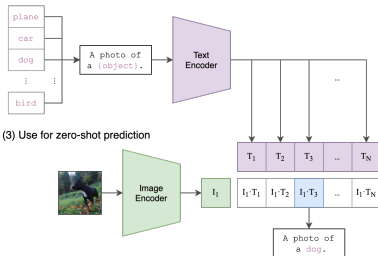 plane
car
dog
⋮
bird
A photo of
a {object}.
Text
Encoder
...
(3) Use for zero-shot prediction
T1 T2 T3 ... TN
Image
Encoder
I1
I1·T1 I1·T2 I1·T3 ... I1·TN
A photo of
a dog.